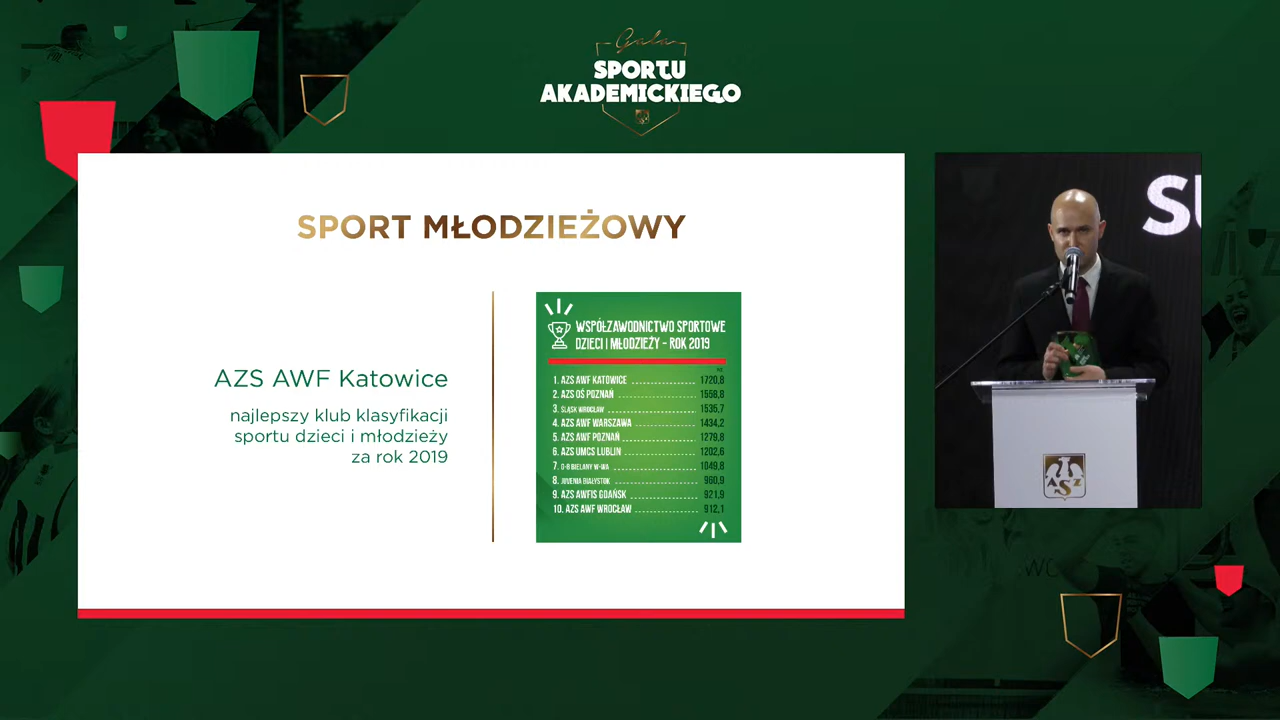 Gala
SPORTU
AKADEMICKIEGO
SPORT MŁODZIEŻOWY
AZS AWF Katowice
najlepszy klub klasyfikacji
sportu dzieci i młodzieży
za rok 2019
WSPÓŁZAWODNICTWO SPORTOWE
DZIECI I MŁODZIEŻY - ROK 2019
1. AZS AWF KATOWICE 1720,8
2. AZS OŚ POZNAŃ 1558,8
3. ŚLĄSK WROCŁAW 1535,7
4. AZS AWF WARSZAWA 1434,2
5. AZS AWF POZNAŃ 1279,8
6. AZS UMCS LUBLIN 1202,6
7. G-8 BIELANY W-WA 1049,8
8. JUVENIA BIAŁYSTOK 960,9
9. AZS AWFIS GDAŃSK 921,9
10. AZS AWF WROCŁAW 912,1
SU
AZS